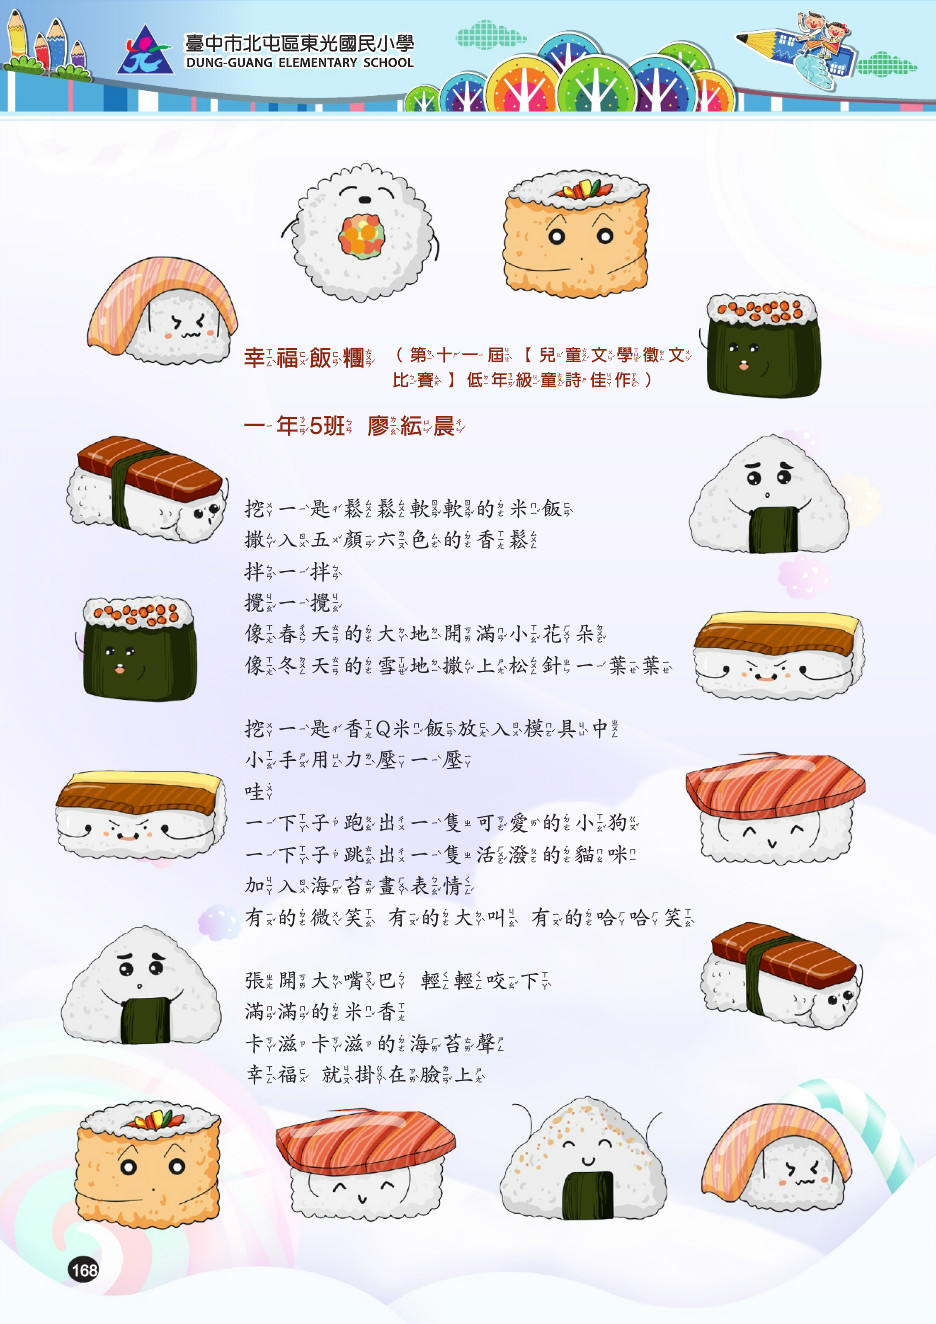 臺中市北屯區東光國民小學
DUNG-GUANG ELEMENTARY SCHOOL
幸福飯糰 （第十一屆【兒童文學徵文
比賽】低年級童詩佳作）
一年5班 廖紜晨
挖一匙鬆鬆軟軟的米飯
撒入五顏六色的香鬆
拌一拌
攪一攪
像春天的大地開滿小花朵
像冬天的雪地撒上松針一葉葉
挖一匙香Q米飯放入模具中
小手用力壓一壓
哇
一下子跑出一隻可愛的小狗
一下子跳出一隻活潑的貓咪
加入海苔畫表情
有的微笑 有的大叫 有的哈哈笑
張開大嘴巴 輕輕咬下
滿滿的米香
卡滋卡滋的海苔聲
幸福 就掛在臉上
168